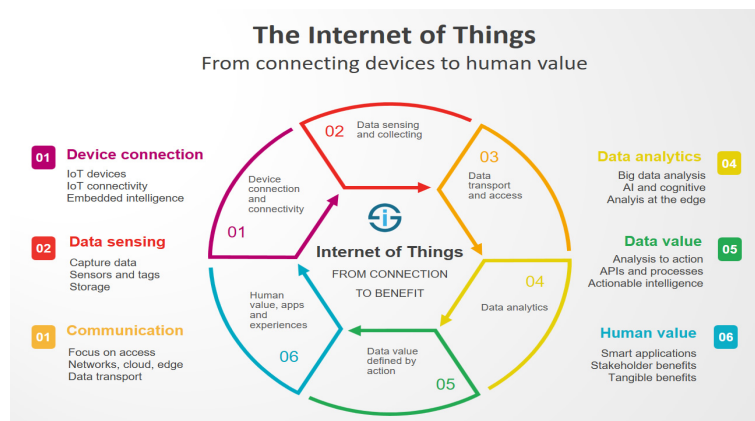 The Internet of Things
From connecting devices to human value
01 Device connection
IoT devices
IoT connectivity
Embedded intelligence
02 Data sensing
Capture data
Sensors and tags
Storage
01 Communication
Focus on access
Networks, cloud, edge
Data transport
Device
connection
and
connectivity
01
02 Data sensing
and collecting
03
Data
transport
and access
04
Data analytics
Data value
defined by
action
05
Human
value, apps
and
experiences
06
Internet of Things
FROM CONNECTION
TO BENEFIT
Data analytics 04
Big data analysis
AI and cognitive
Analyis at the edge
Data value 05
Analysis to action
APIs and processes
Actionable intelligence
Human value 06
Smart applications
Stakeholder benefits
Tangible benefits